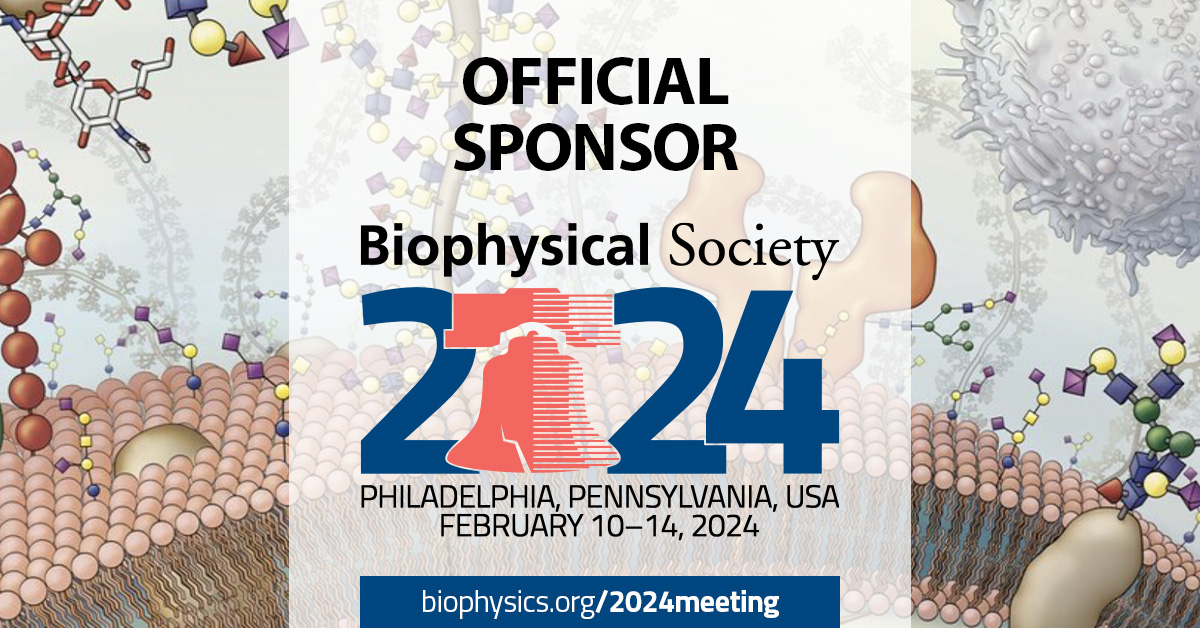 OFFICIAL
SPONSOR
Biophysical Society
2024
PHILADELPHIA, PENNSYLVANIA, USA
FEBRUARY 10–14, 2024
biophysics.org/2024meeting